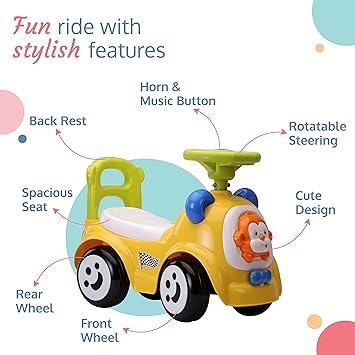 Fun ride with
stylish features
Horn &
Music Button
Back Rest
Rotatable
Steering
Spacious
Seat
Cute
Design
Rear
Wheel
Front
Wheel